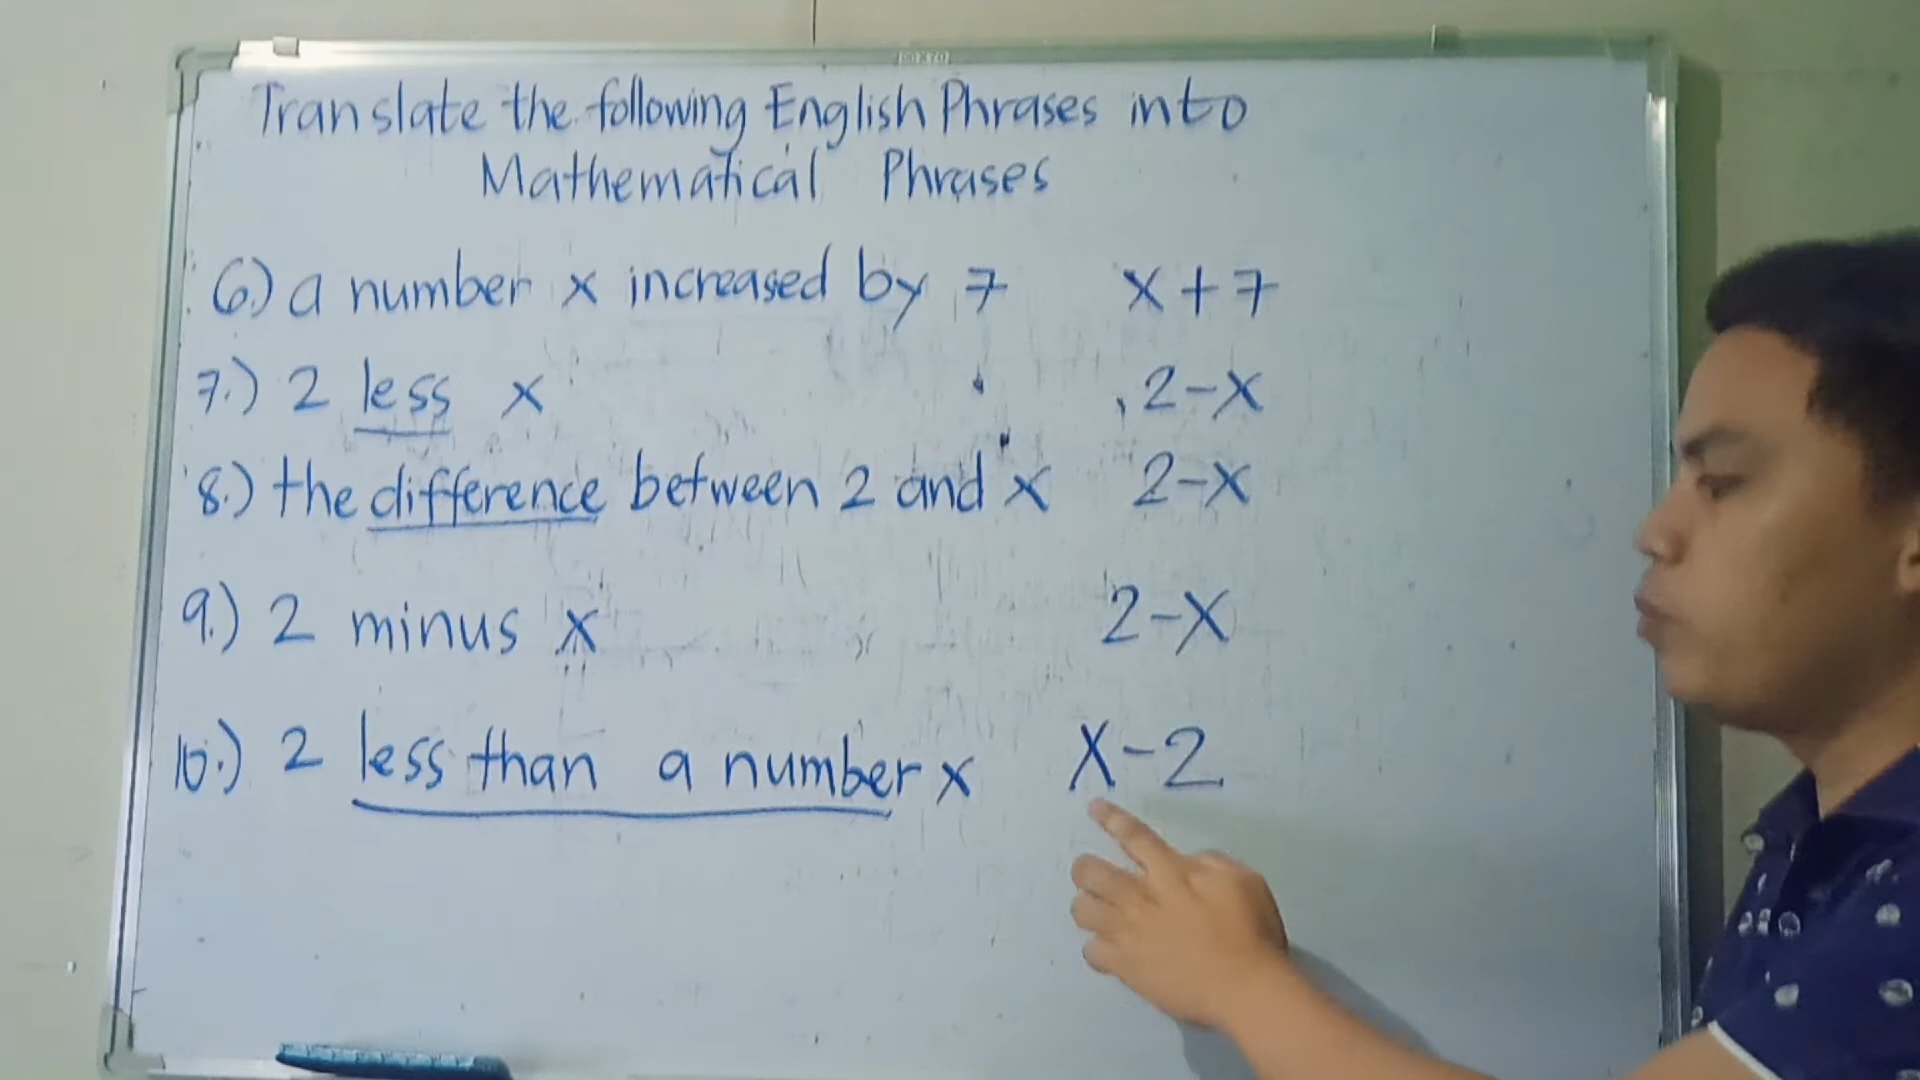 Translate the following English Phrases into
Mathematical Phrases
6.) a number x increased by 7 x + 7
7.) 2 less x 2 - x
8.) the difference between 2 and x 2 - x
9.) 2 minus x 2 - x
10.) 2 less than a number x x - 2